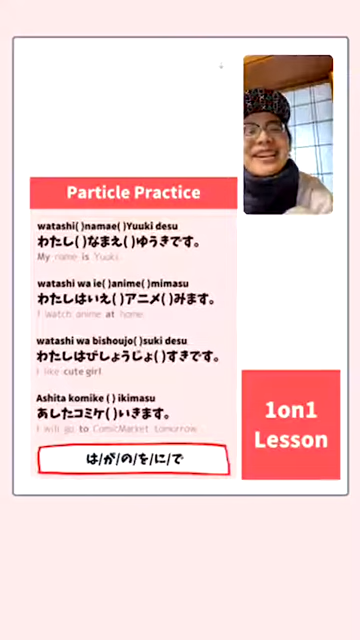 Particle Practice
watashi( )namae( )Yuuki desu
わたし( )なまえ( )ゆうきです。
My name is Yuuki.
watashi wa ie( )anime( )mimasu
わたしはいえ( )アニメ( )みます。
I watch anime at home.
watashi wa bishoujo( )suki desu
わたしはびしょうじょ( )すきです。
I like cute girl
Ashita komike ( ) ikimasu
あしたコミケ( )いきます。
I will go to ComicMarket tomorrow
は/が/の/を/に/で
1on1
Lesson